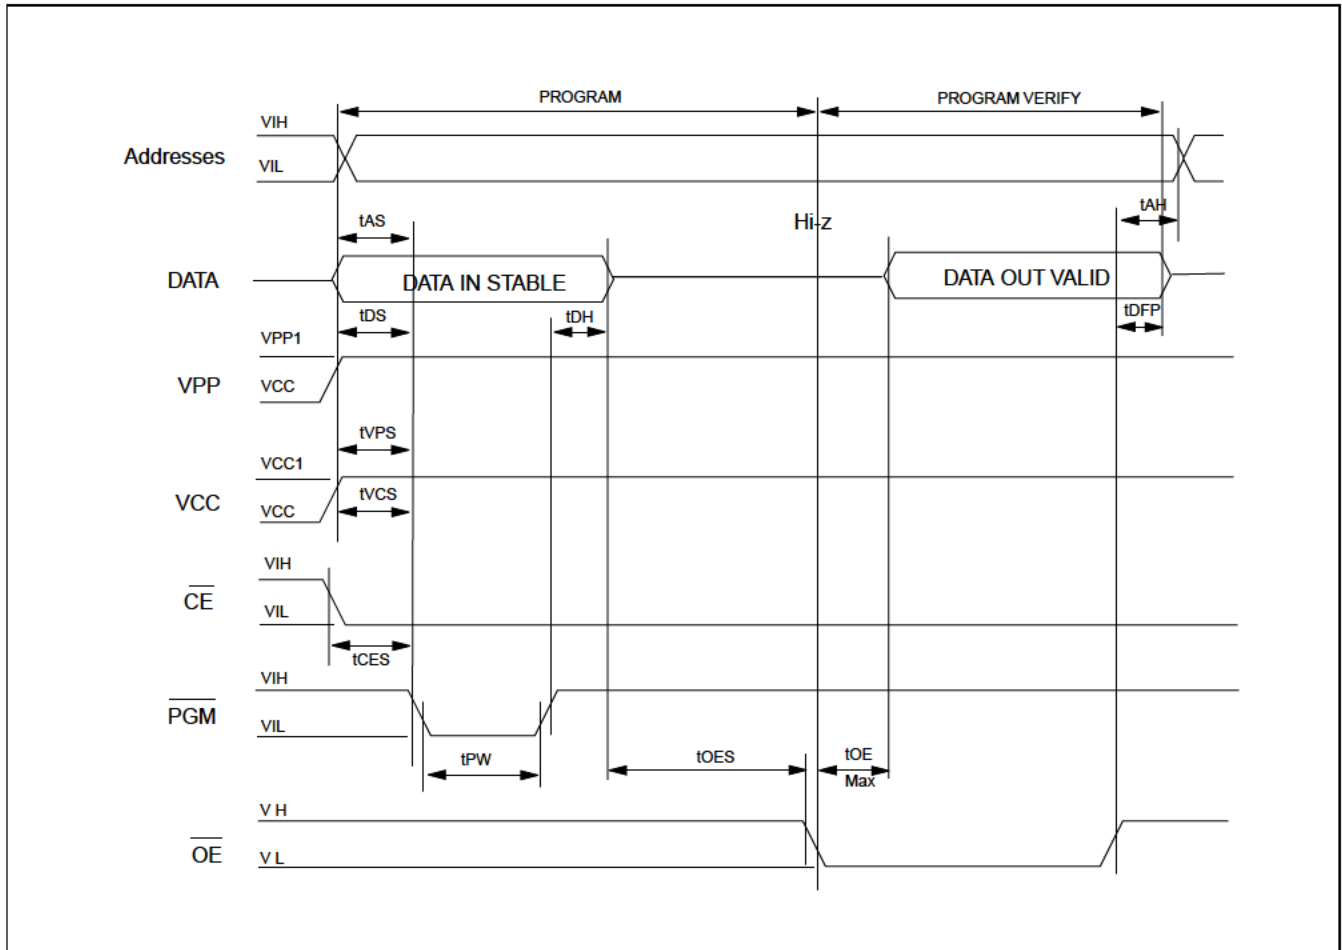 PROGRAM
PROGRAM VERIFY
VIH
Addresses
VIL
tAS
Hi-z
tAH
DATA
DATA IN STABLE
DATA OUT VALID
tDS
tDH
tDFP
VPP1
VPP
VCC
tVPS
VCC1
VCC
tVCS
VCC
VIH
CE
VIL
tCES
VIH
PGM
VIL
tPW
tOES
tOE
Max
V H
OE
V L